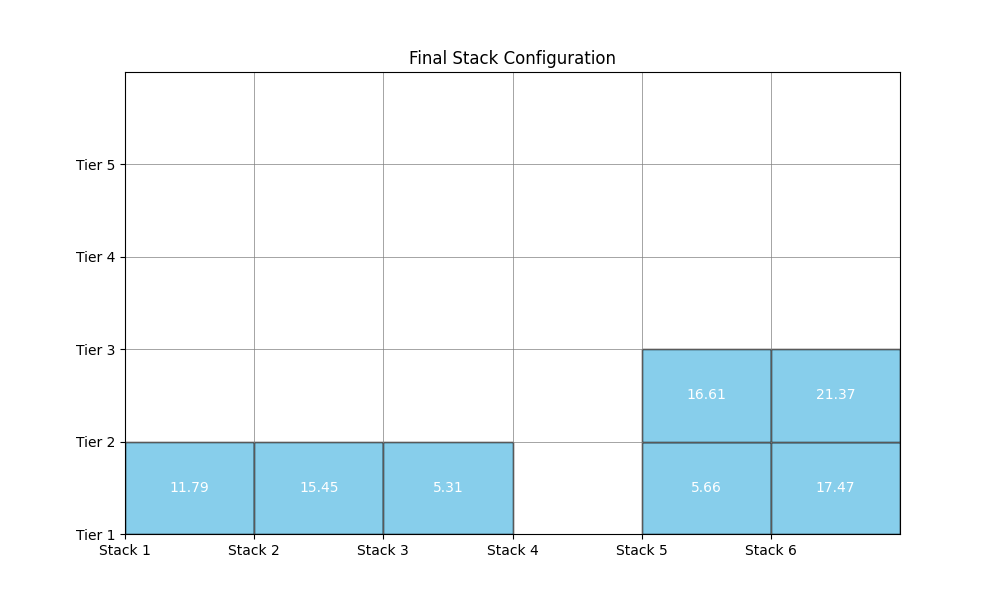 Final Stack Configuration
Tier 5
Tier 4
Tier 3
16.61 21.37
Tier 2
11.79 15.45 5.31 5.66 17.47
Tier 1
Stack 1 Stack 2 Stack 3 Stack 4 Stack 5 Stack 6